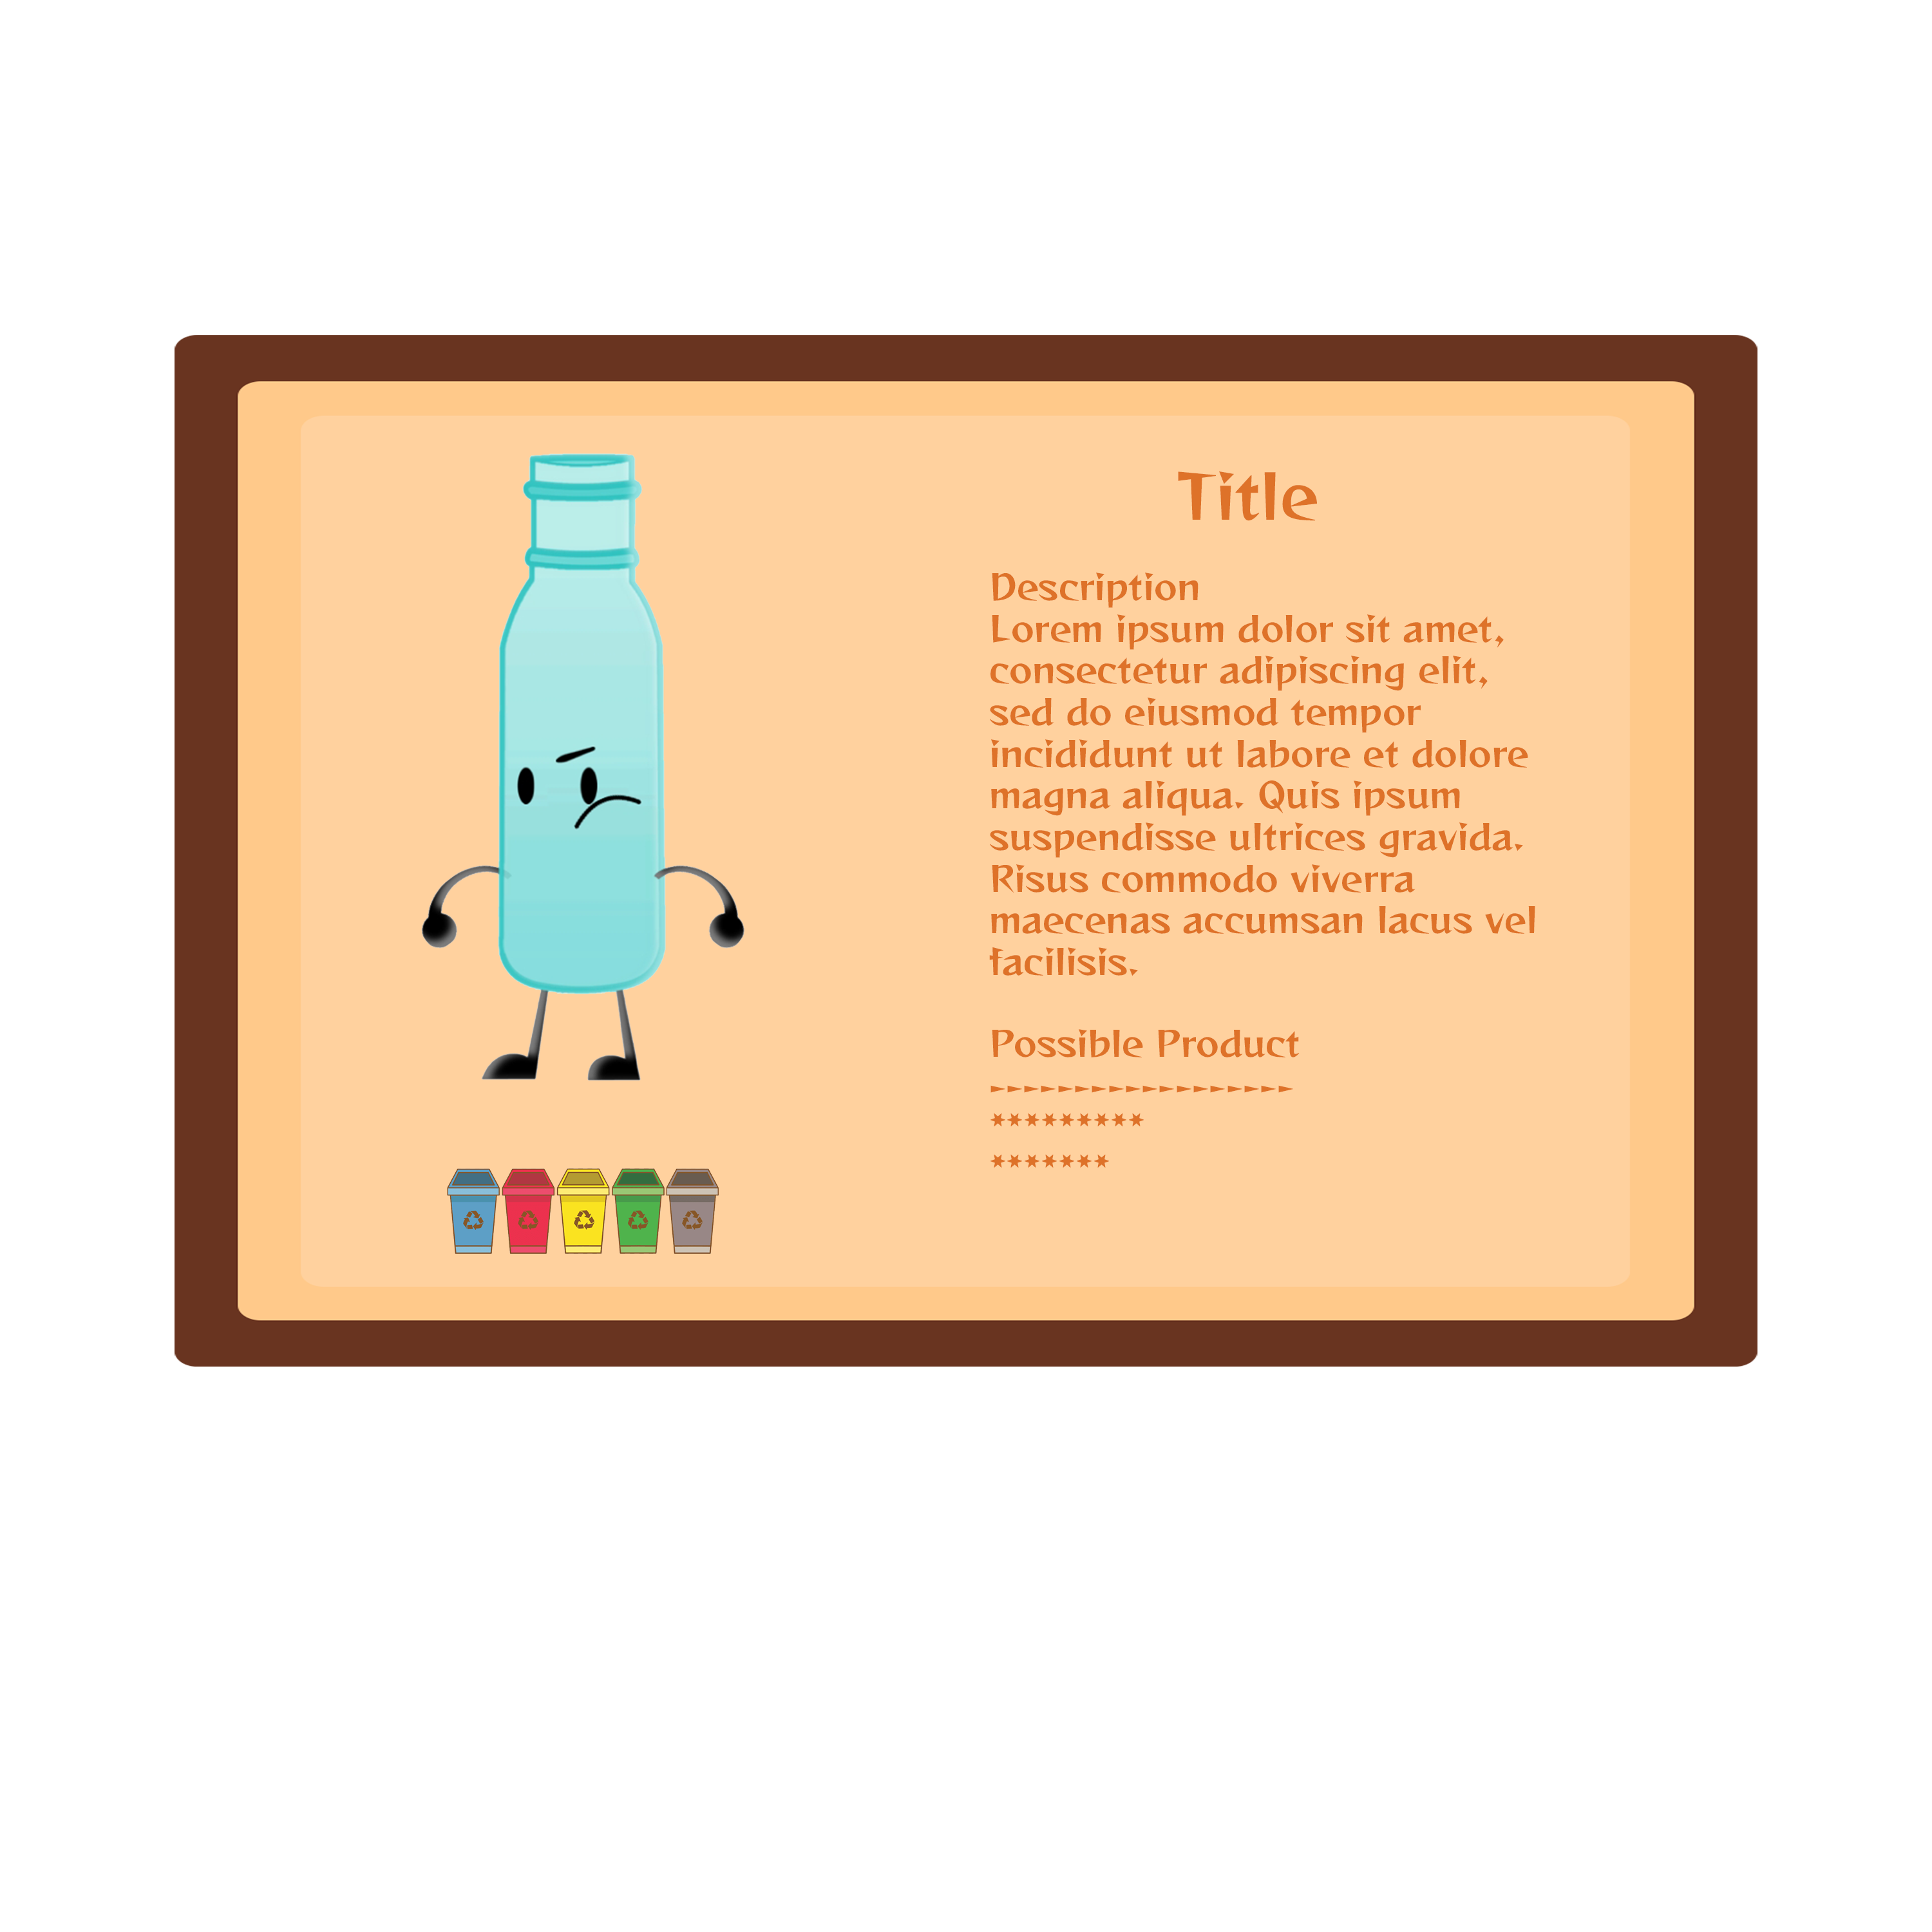 Title
Description
Lorem ipsum dolor sit amet,
consectetur adipiscing elit,
sed do eiusmod tempor
incididunt ut labore et dolore
magna aliqua. Quis ipsum
suspendisse ultrices gravida.
Risus commodo viverra
maecenas accumsan lacus vel
facilisis.
Possible Product
------------------
*********
*******